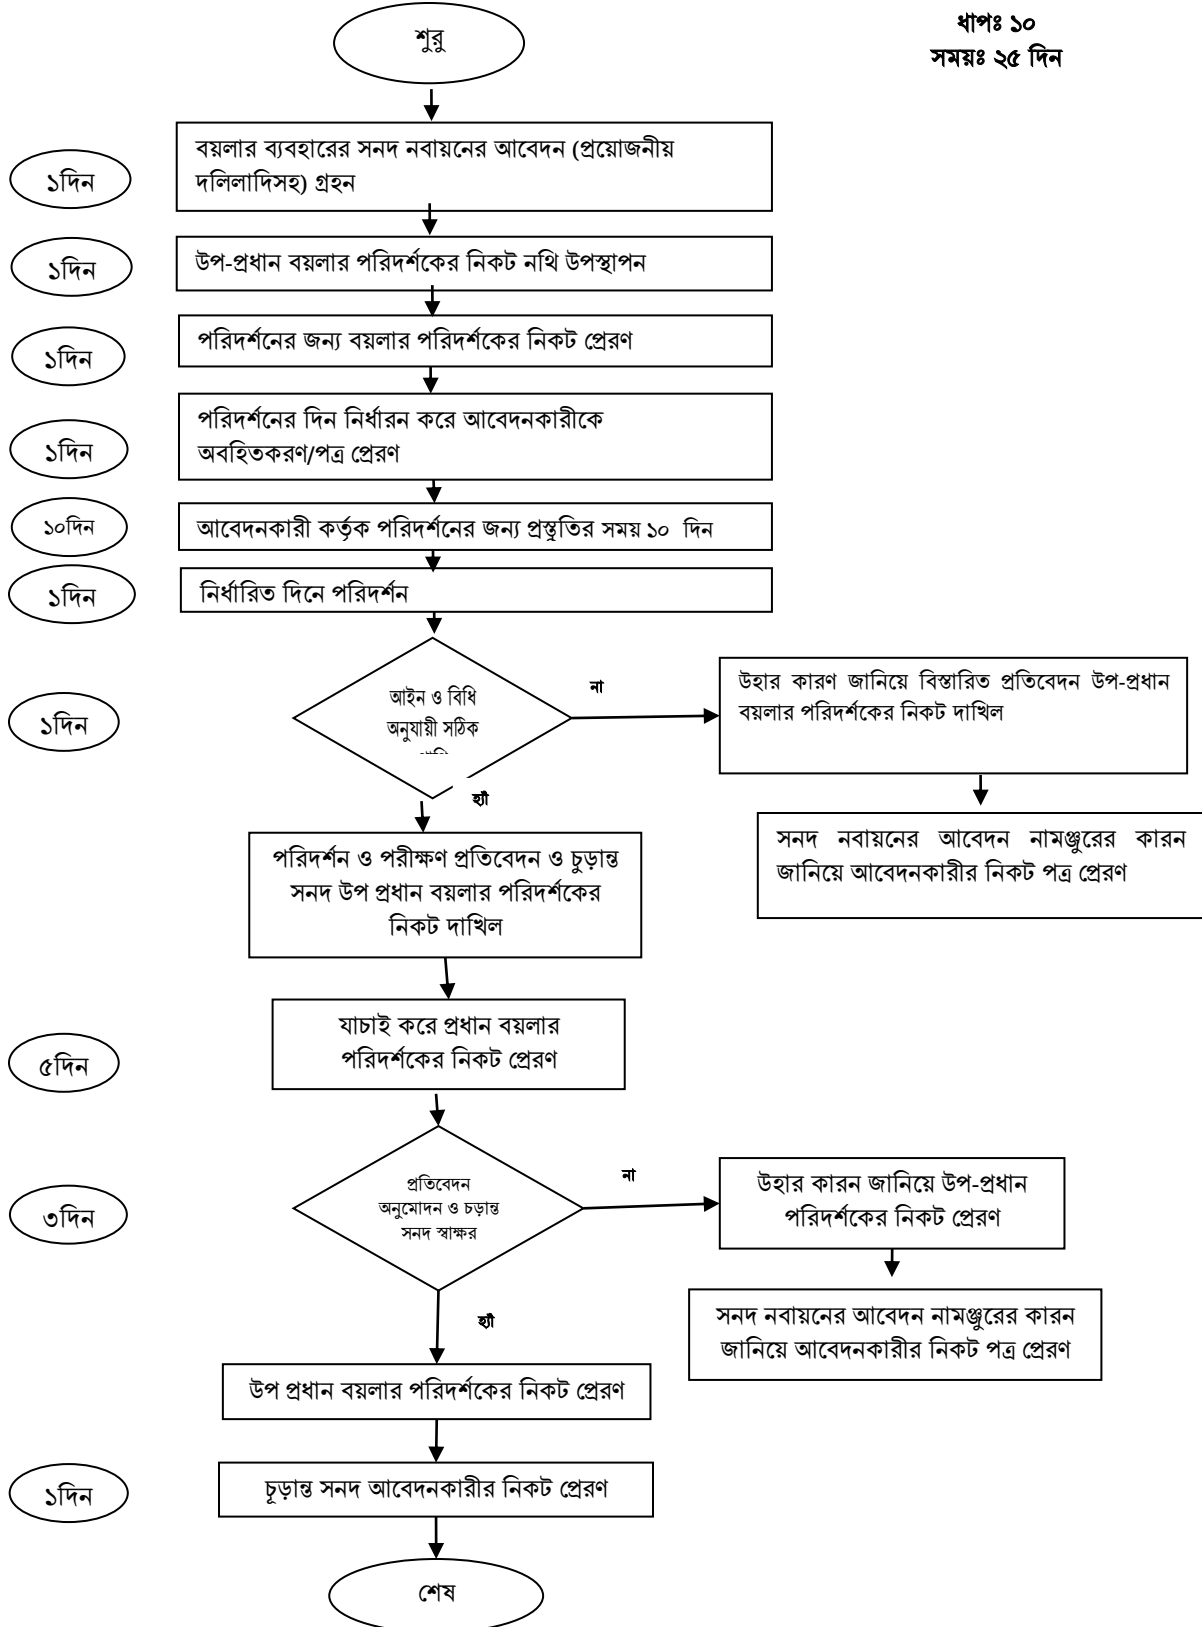 ধাপঃ ১০
সময়ঃ ২৫ দিন
শুরু
১দিন
বয়লার ব্যবহারের সনদ নবায়নের আবেদন (প্রয়োজনীয়
দলিলাদিসহ) গ্রহন
১দিন
উপ-প্রধান বয়লার পরিদর্শকের নিকট নথি উপস্থাপন
১দিন
পরিদর্শনের জন্য বয়লার পরিদর্শকের নিকট প্রেরণ
১দিন
পরিদর্শনের দিন নির্ধারন করে আবেদনকারীকে
অবহিতকরণ/পত্র প্রেরণ
১০দিন
আবেদনকারী কর্তৃক পরিদর্শনের জন্য প্রস্তুতির সময় ১০ দিন
১দিন
নির্ধারিত দিনে পরিদর্শন
১দিন
আইন ও বিধি
অনুযায়ী সঠিক
না
উহার কারণ জানিয়ে বিস্তারিত প্রতিবেদন উপ-প্রধান
বয়লার পরিদর্শকের নিকট দাখিল
হ্যাঁ
সনদ নবায়নের আবেদন নামঞ্জুরের কারন
জানিয়ে আবেদনকারীর নিকট পত্র প্রেরণ
পরিদর্শন ও পরীক্ষণ প্রতিবেদন ও চুড়ান্ত
সনদ উপ প্রধান বয়লার পরিদর্শকের
নিকট দাখিল
৫দিন
যাচাই করে প্রধান বয়লার
পরিদর্শকের নিকট প্রেরণ
৩দিন
প্রতিবেদন
অনুমোদন ও চড়ান্ত
সনদ স্বাক্ষর
না
উহার কারন জানিয়ে উপ-প্রধান
পরিদর্শকের নিকট প্রেরণ
হ্যাঁ
সনদ নবায়নের আবেদন নামঞ্জুরের কারন
জানিয়ে আবেদনকারীর নিকট পত্র প্রেরণ
উপ প্রধান বয়লার পরিদর্শকের নিকট প্রেরণ
১দিন
চূড়ান্ত সনদ আবেদনকারীর নিকট প্রেরণ
শেষ